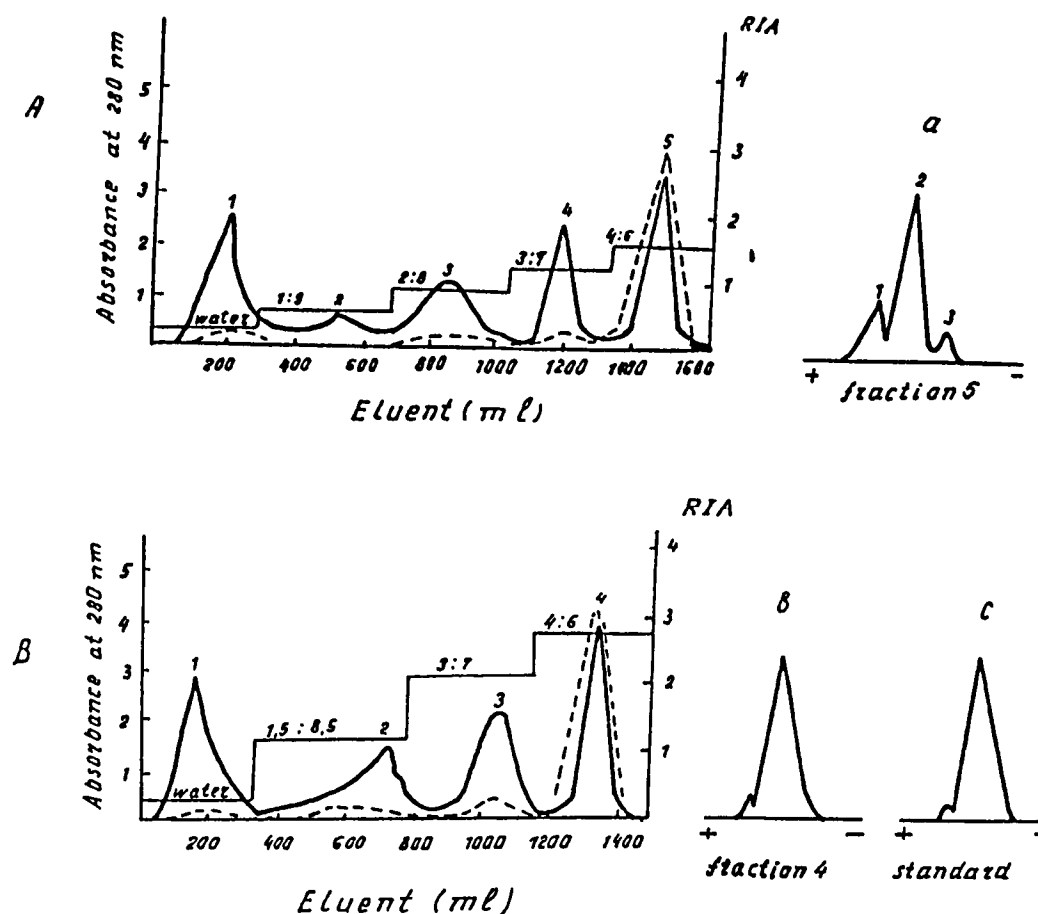 A
Absorbance at 280 nm
5
4
3
2
1
RIA
4
3
2
1
1
2
3
4
5
water
1:9
2:8
3:7
4:6
200 400 600 800 1000 1200 1400 1600
Eluent (ml)
a
1
2
3
+ -
fraction 5
B
Absorbance at 280 nm
5
4
3
2
1
RIA
4
3
2
1
1
2
3
4
water
1,5 : 8,5
3:7
4:6
200 400 600 800 1000 1200 1400
Eluent (ml)
B
+ -
fraction 4
C
+ -
standard